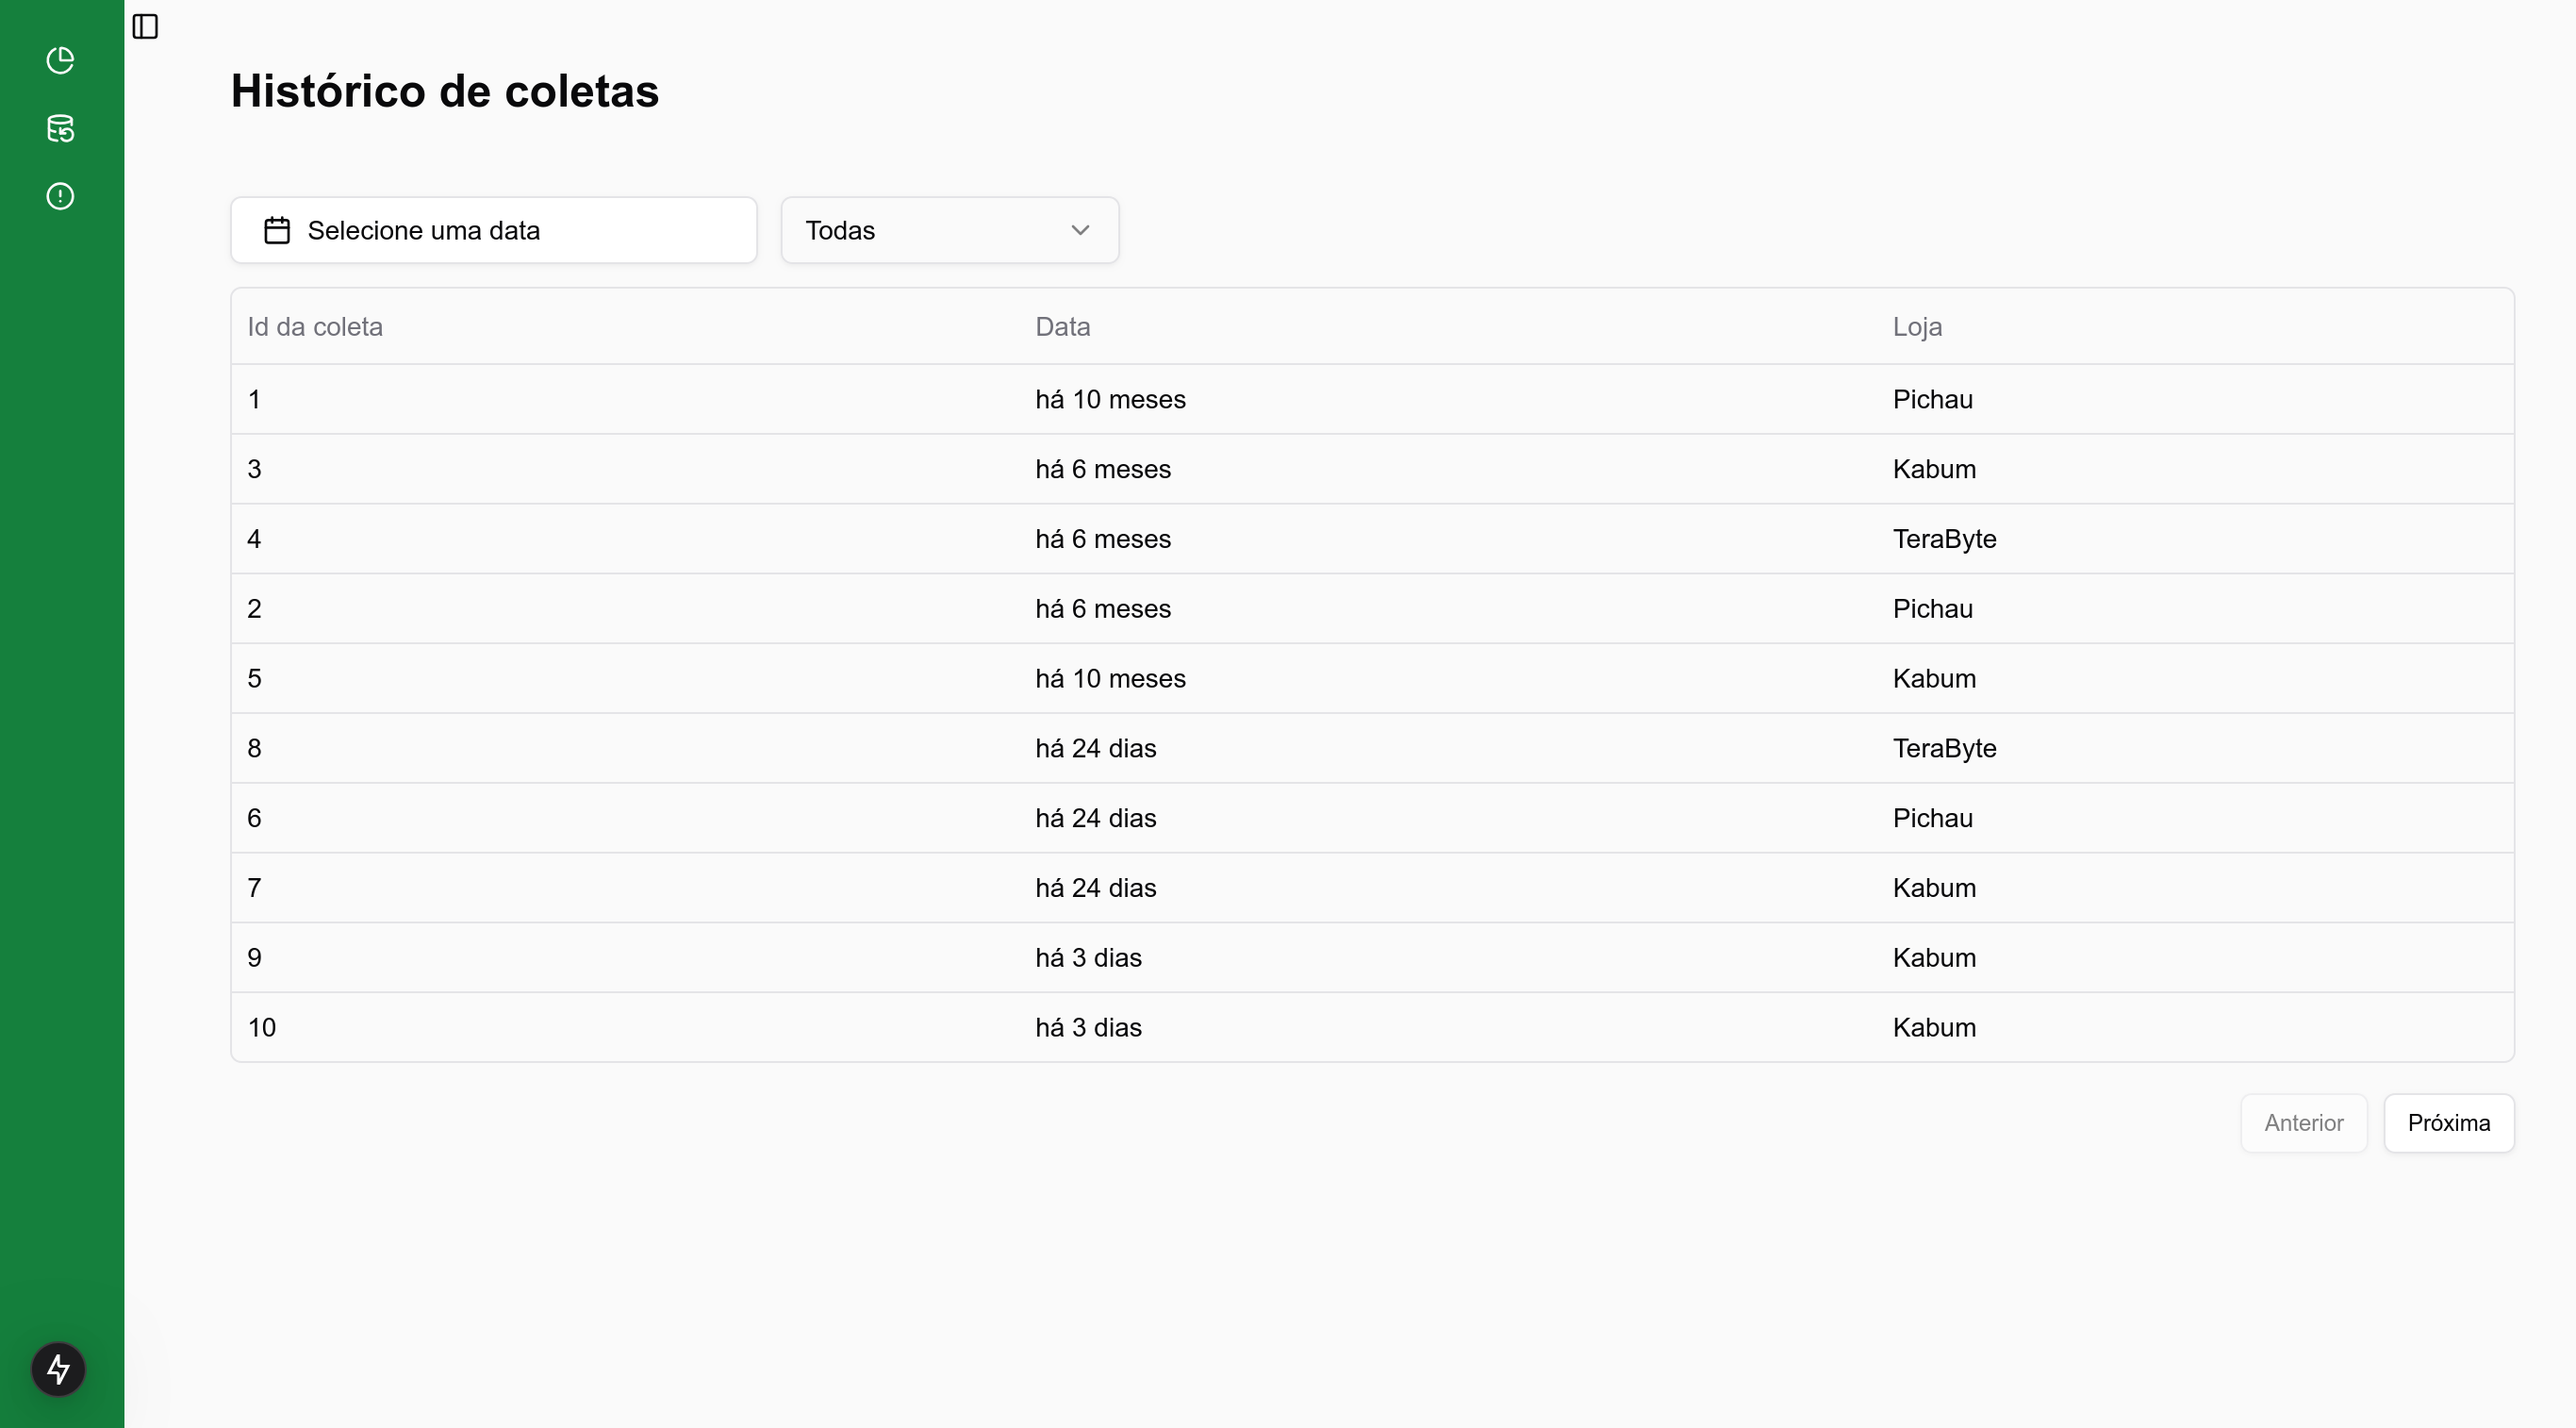 Histórico de coletas
Selecione uma data Todas
Id da coleta Data Loja
1 há 10 meses Pichau
3 há 6 meses Kabum
4 há 6 meses TeraByte
2 há 6 meses Pichau
5 há 10 meses Kabum
8 há 24 dias TeraByte
6 há 24 dias Pichau
7 há 24 dias Kabum
9 há 3 dias Kabum
10 há 3 dias Kabum
Anterior Próxima